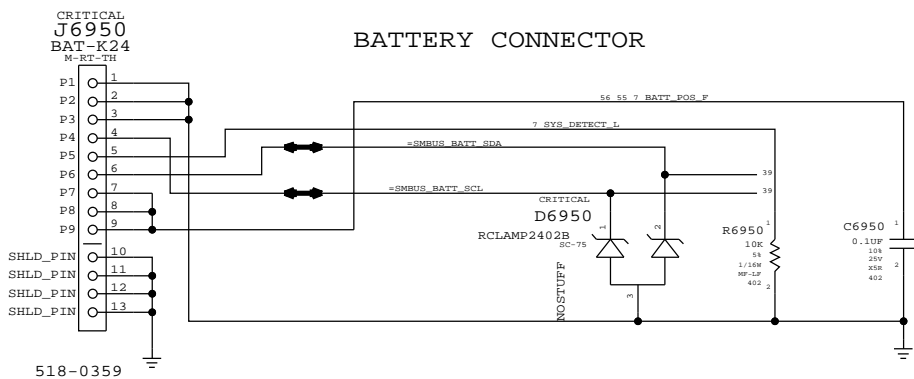 CRITICAL
J6950
BAT-K24
M-RT-TH
BATTERY CONNECTOR
P1 1
P2 2
P3 3
P4 4
P5 5
P6 6
P7 7
P8 8
P9 9
SHLD_PIN 10
SHLD_PIN 11
SHLD_PIN 12
SHLD_PIN 13
518-0359
56 55 7 BATT_POS_F
7 SYS_DETECT_L
=SMBUS_BATT_SDA
39
=SMBUS_BATT_SCL
39
CRITICAL
D6950
RCLAMP2402B
SC-75
1
2
3
NOSTUFF
R6950
10K
5%
1/16W
MF-LF
402
1
2
C6950
0.1UF
10%
25V
X5R
402
1
2